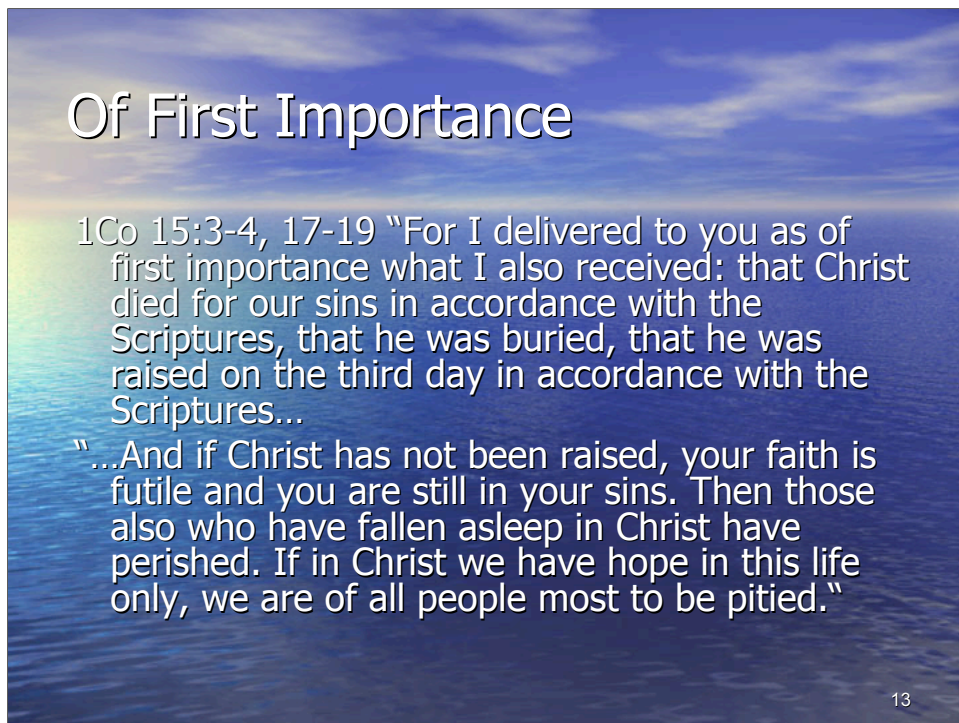 Of First Importance
1Co 15:3-4, 17-19 “For I delivered to you as of
first importance what I also received: that Christ
died for our sins in accordance with the
Scriptures, that he was buried, that he was
raised on the third day in accordance with the
Scriptures…
“…And if Christ has not been raised, your faith is
futile and you are still in your sins. Then those
also who have fallen asleep in Christ have
perished. If in Christ we have hope in this life
only, we are of all people most to be pitied.“
13